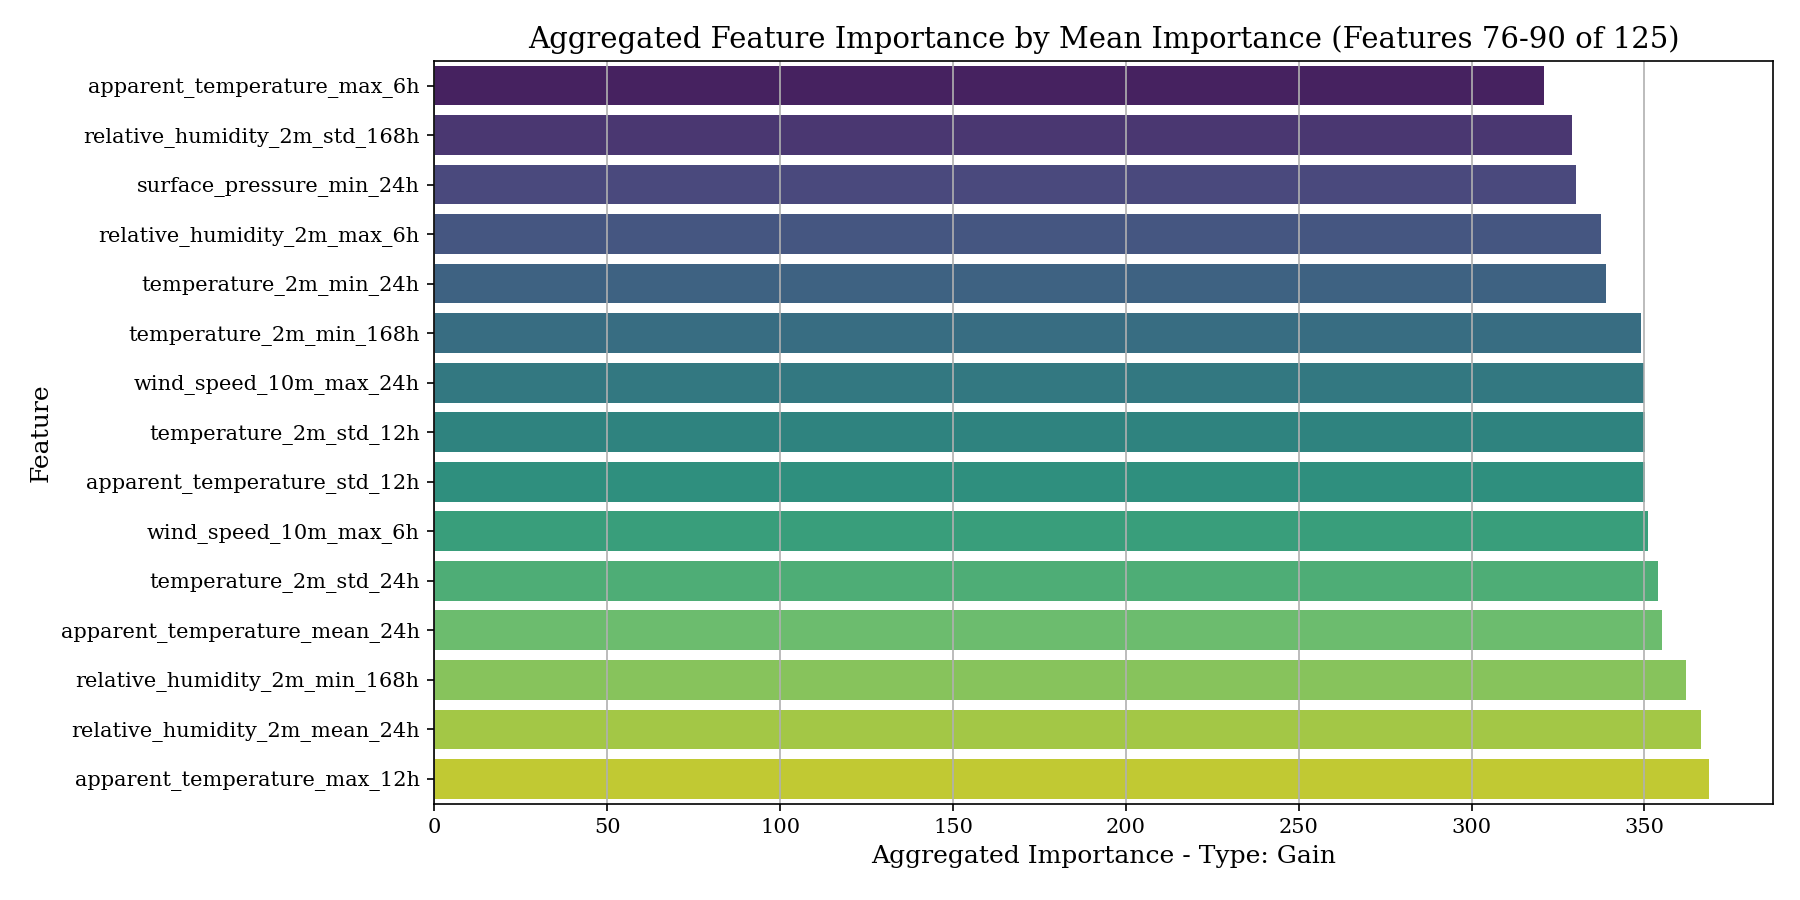 Aggregated Feature Importance by Mean Importance (Features 76-90 of 125)
Feature
apparent_temperature_max_6h
relative_humidity_2m_std_168h
surface_pressure_min_24h
relative_humidity_2m_max_6h
temperature_2m_min_24h
temperature_2m_min_168h
wind_speed_10m_max_24h
temperature_2m_std_12h
apparent_temperature_std_12h
wind_speed_10m_max_6h
temperature_2m_std_24h
apparent_temperature_mean_24h
relative_humidity_2m_min_168h
relative_humidity_2m_mean_24h
apparent_temperature_max_12h
0 50 100 150 200 250 300 350
Aggregated Importance - Type: Gain